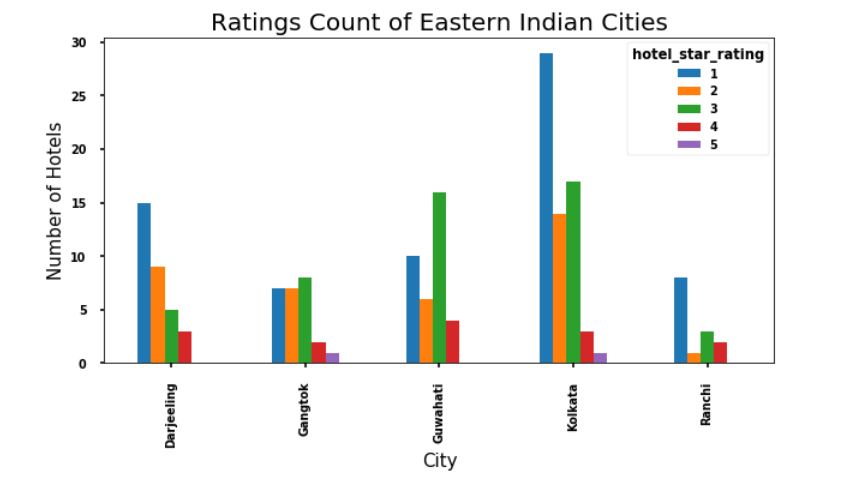 Ratings Count of Eastern Indian Cities
hotel_star_rating
1
2
3
4
5
Number of Hotels
30
25
20
15
10
5
0
Darjeeling
Gangtok
Guwahati
Kolkata
Ranchi
City